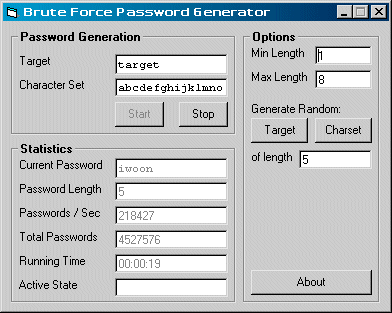 Brute Force Password Generator
Password Generation
Target target
Character Set abcdefghijklmno
Start Stop
Statistics
Current Password iwoon
Password Length 5
Passwords / Sec 218427
Total Passwords 4527576
Running Time 00:00:19
Active State
Options
Min Length 1
Max Length 8
Generate Random:
Target Charset
of length 5
About